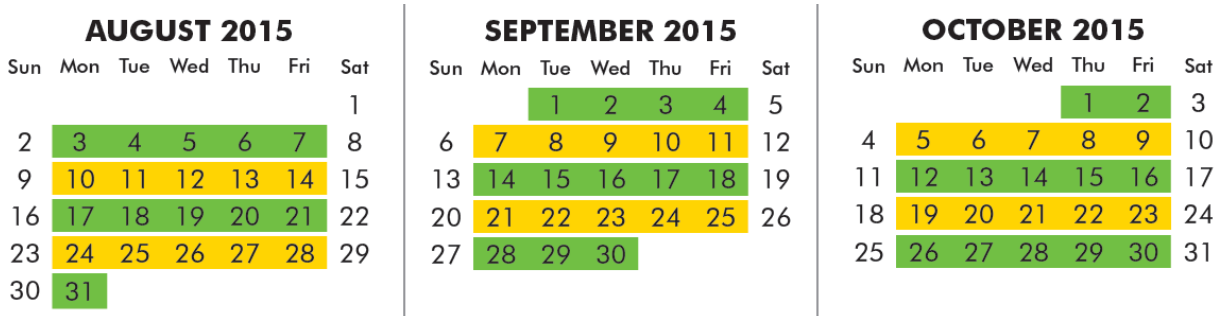 AUGUST 2015
Sun Mon Tue Wed Thu Fri Sat
1
2 3 4 5 6 7 8
9 10 11 12 13 14 15
16 17 18 19 20 21 22
23 24 25 26 27 28 29
30 31
SEPTEMBER 2015
Sun Mon Tue Wed Thu Fri Sat
1 2 3 4 5
6 7 8 9 10 11 12
13 14 15 16 17 18 19
20 21 22 23 24 25 26
27 28 29 30
OCTOBER 2015
Sun Mon Tue Wed Thu Fri Sat
1 2 3
4 5 6 7 8 9 10
11 12 13 14 15 16 17
18 19 20 21 22 23 24
25 26 27 28 29 30 31